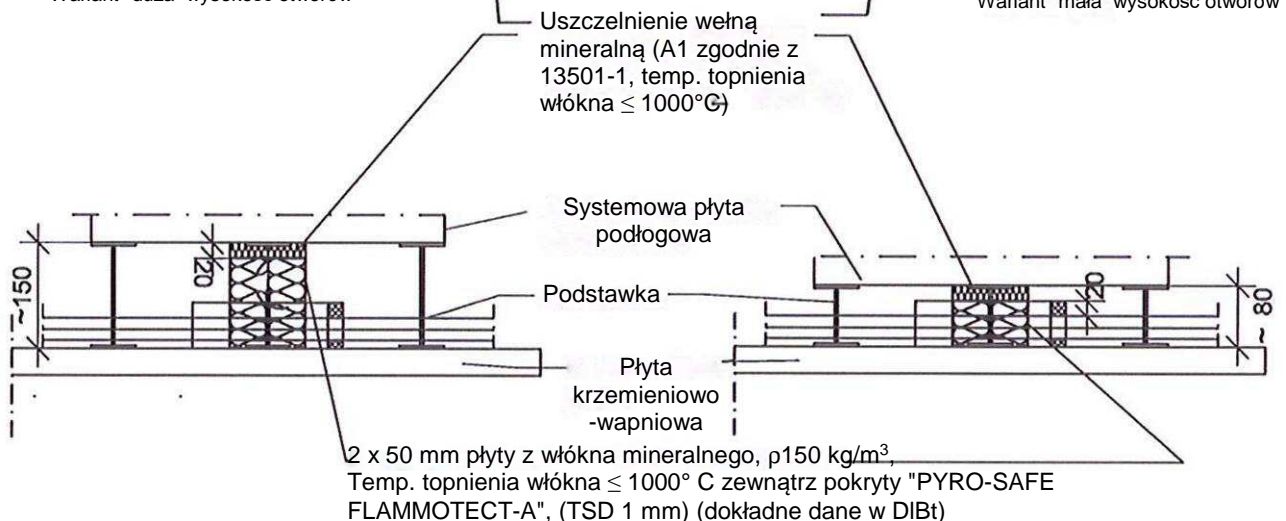 Uszczelnienie wełną
mineralną (A1 zgodnie z
13501-1, temp. topnienia
włókna ≤ 1000°C)
Systemowa płyta
podłogowa
~150
20
Podstawka
20
~ 80
Płyta
krzemieniowo
-wapniowa
2 x 50 mm płyty z włókna mineralnego, ρ150 kg/m³,
Temp. topnienia włókna ≤ 1000° C zewnątrz pokryty "PYRO-SAFE
FLAMMOTECT-A", (TSD 1 mm) (dokładne dane w DIBt)